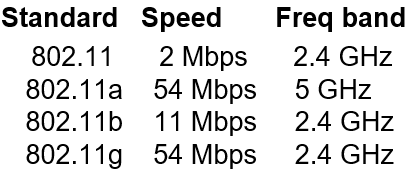 Standard Speed Freq band
802.11 2 Mbps 2.4 GHz
802.11a 54 Mbps 5 GHz
802.11b 11 Mbps 2.4 GHz
802.11g 54 Mbps 2.4 GHz